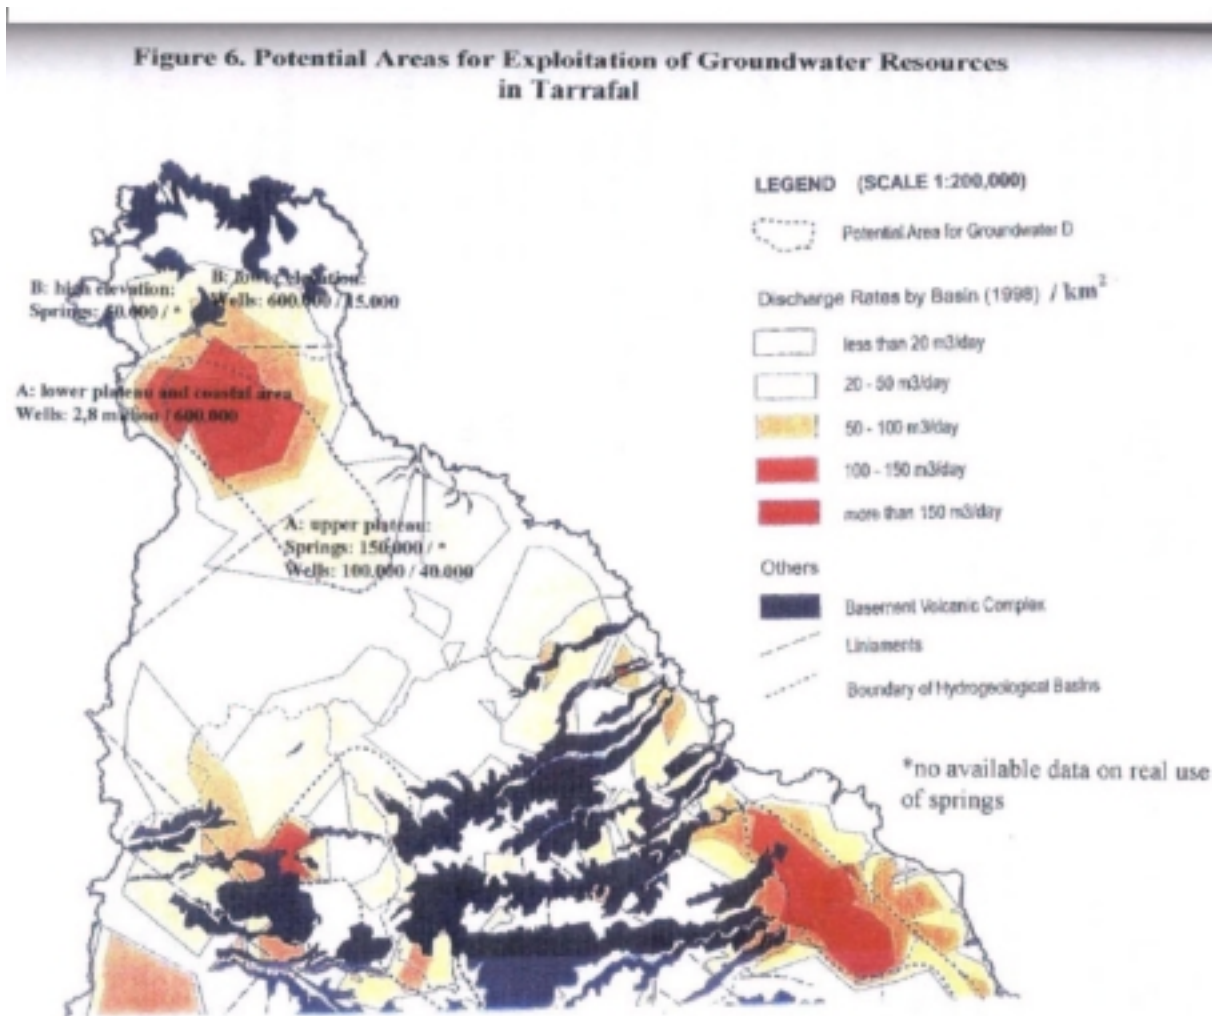 Figure 6. Potential Areas for Exploitation of Groundwater Resources
in Tarrafal
LEGEND (SCALE 1:200,000)
Potential Area for Groundwater D
Discharge Rates by Basin (1998) / km²
less than 20 m3/day
20 - 50 m3/day
50 - 100 m3/day
100 - 150 m3/day
more than 150 m3/day
Others
Basement Volcanic Complex
Liniaments
Boundary of Hydrogeological Basins
*no available data on real use
of springs
B: high elevation:
Springs: 50.000 / *
B: lower elevation:
Wells: 600.000 / 15.000
A: lower plateau and coastal area
Wells: 2,8 million / 600.000
A: upper plateau:
Springs: 150.000 / *
Wells: 100.000 / 40.000